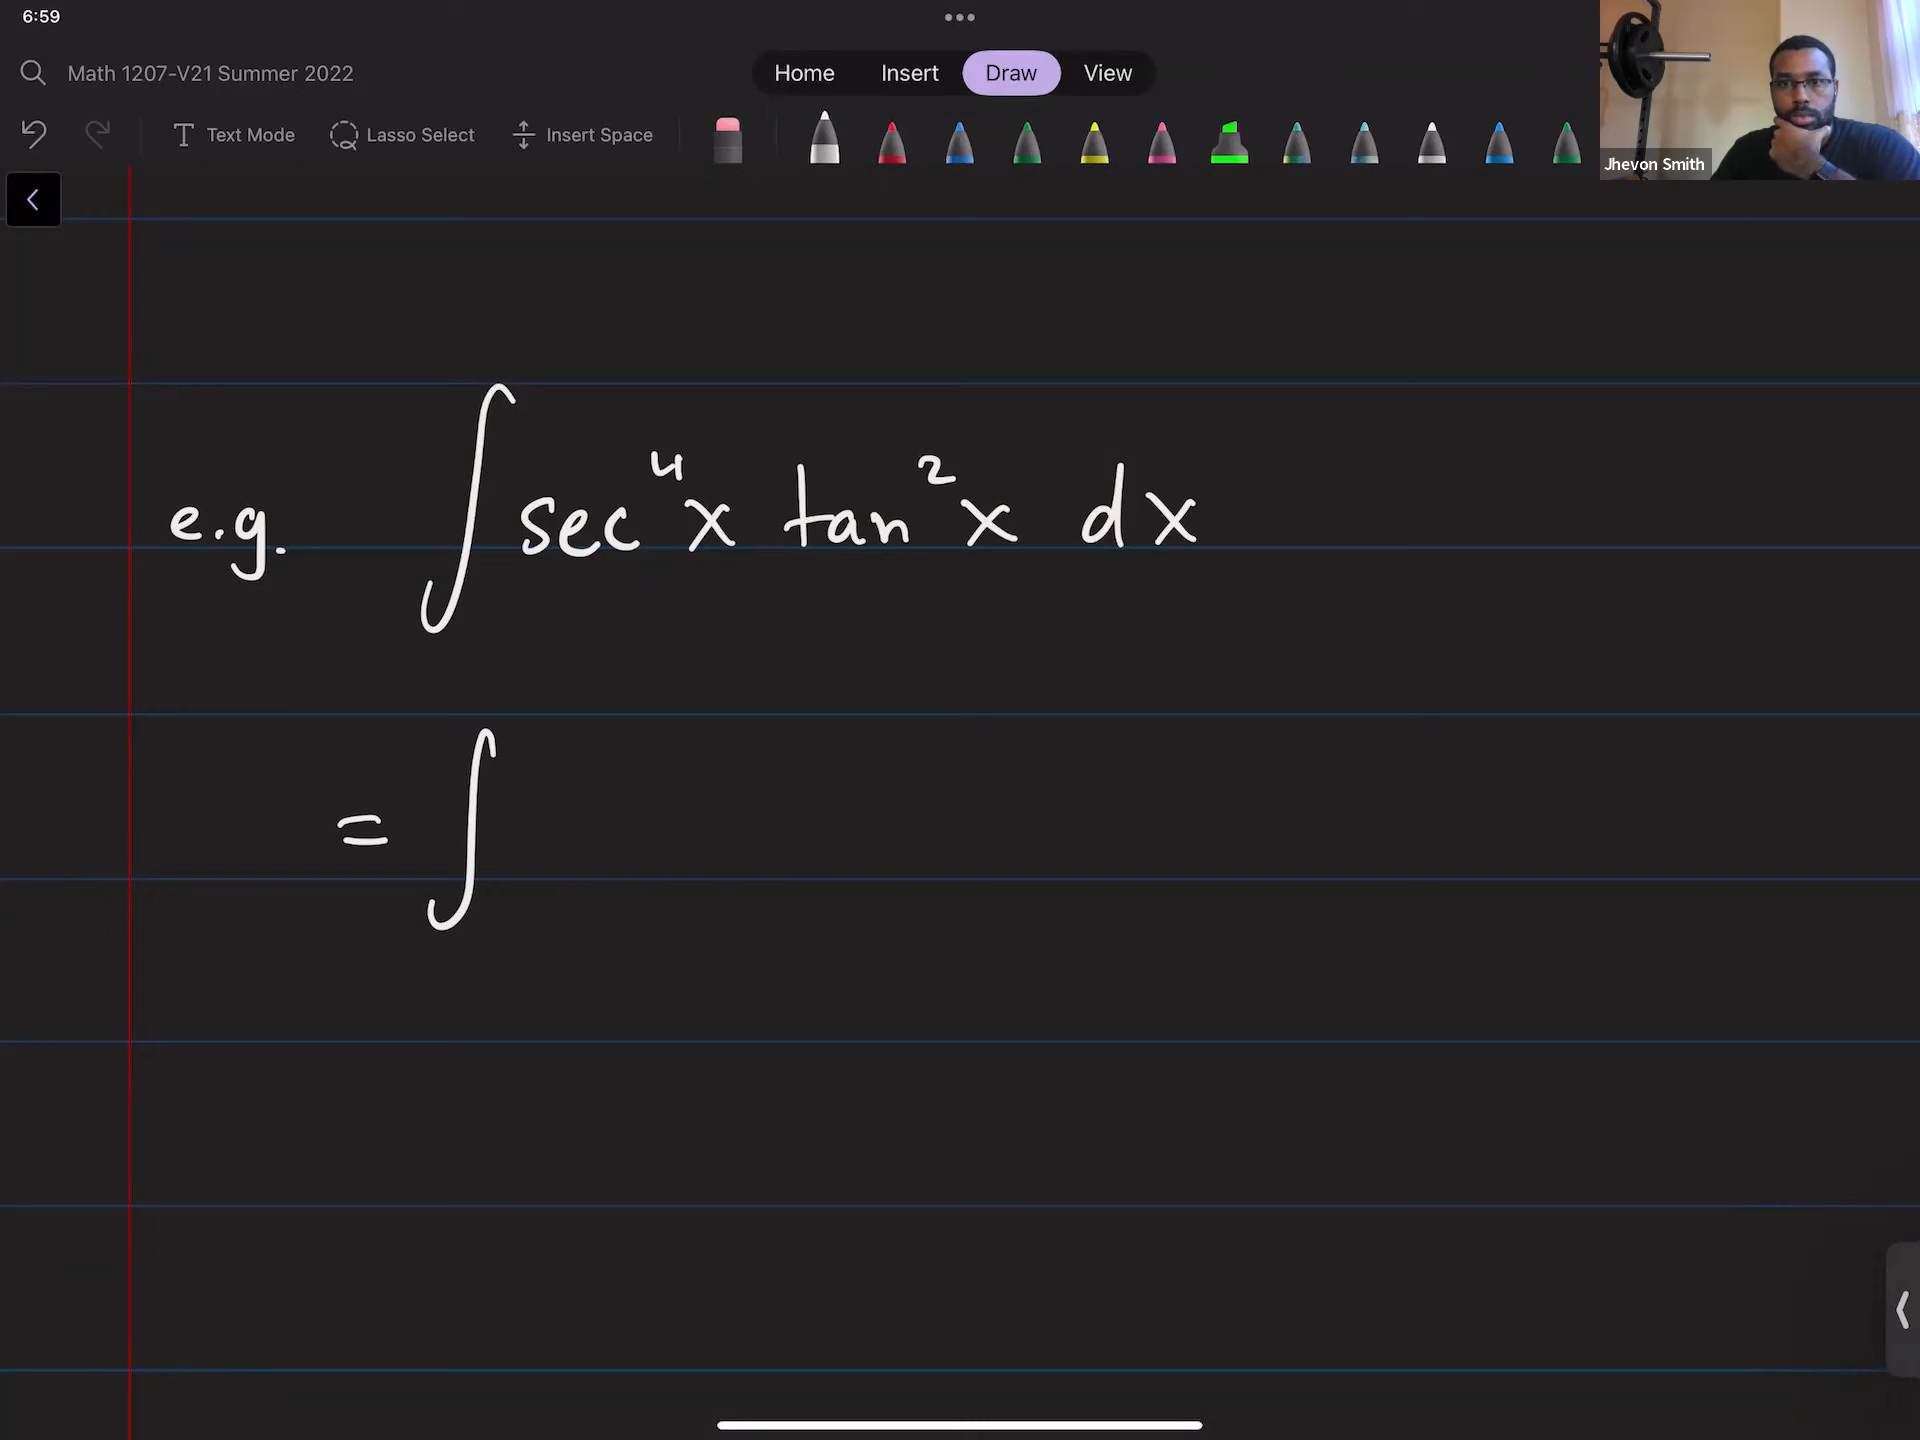 6:59
Math 1207-V21 Summer 2022
Home Insert Draw View
Text Mode Lasso Select Insert Space
Jhevon Smith
e.g. ∫ sec⁴x tan²x dx
= ∫